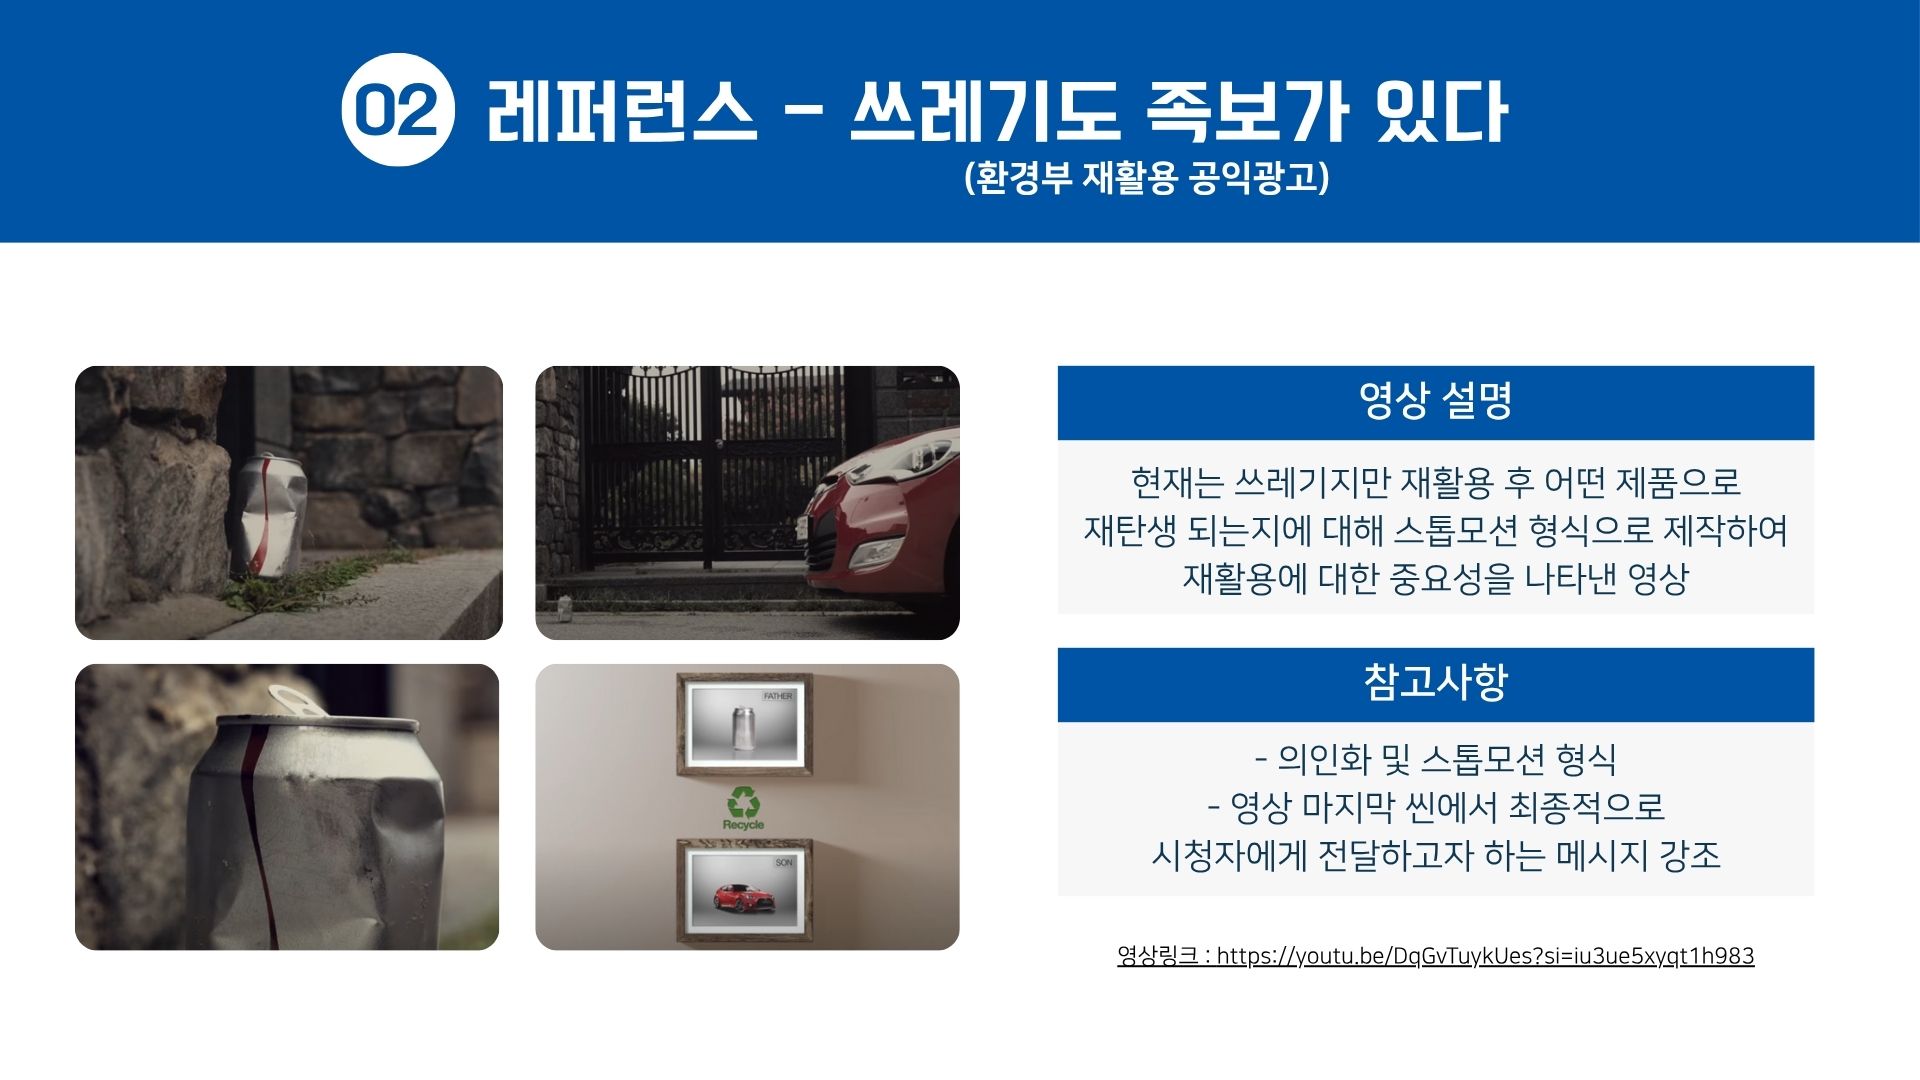 02 레퍼런스 - 쓰레기도 족보가 있다
(환경부 재활용 공익광고)
FATHER
Recycle
SON
영상 설명
현재는 쓰레기지만 재활용 후 어떤 제품으로
재탄생 되는지에 대해 스톱모션 형식으로 제작하여
재활용에 대한 중요성을 나타낸 영상
참고사항
- 의인화 및 스톱모션 형식
- 영상 마지막 씬에서 최종적으로
시청자에게 전달하고자 하는 메시지 강조
영상링크 : https://youtu.be/DqGvTuykUes?si=iu3ue5xyqt1h983